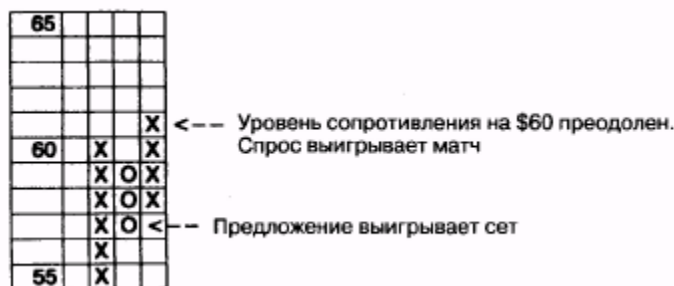 65
X <-- Уровень сопротивления на $60 преодолен.
60 X X Спрос выигрывает матч
X O X
X O X
X O <-- Предложение выигрывает сет
X
55 X